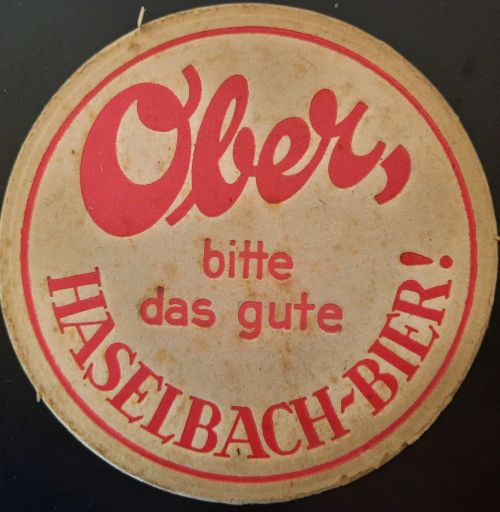 Ober,
bitte
das gute
HASELBACH-BIER!